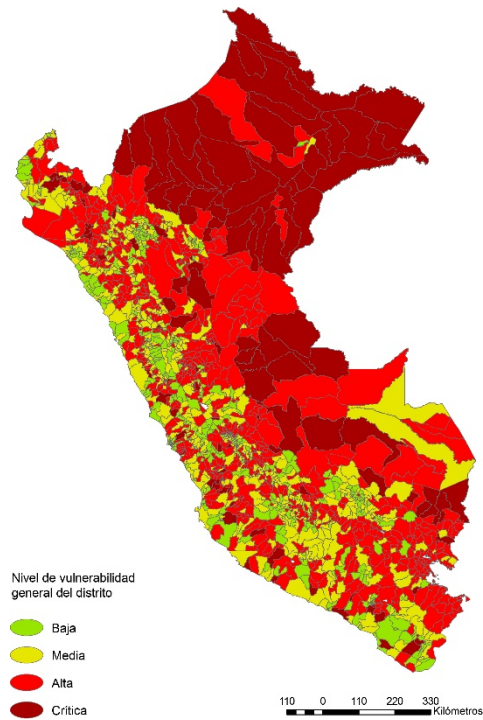 Nivel de vulnerabilidad
general del distrito
Baja
Media
Alta
Crítica
110 0 110 220 330
Kilómetros